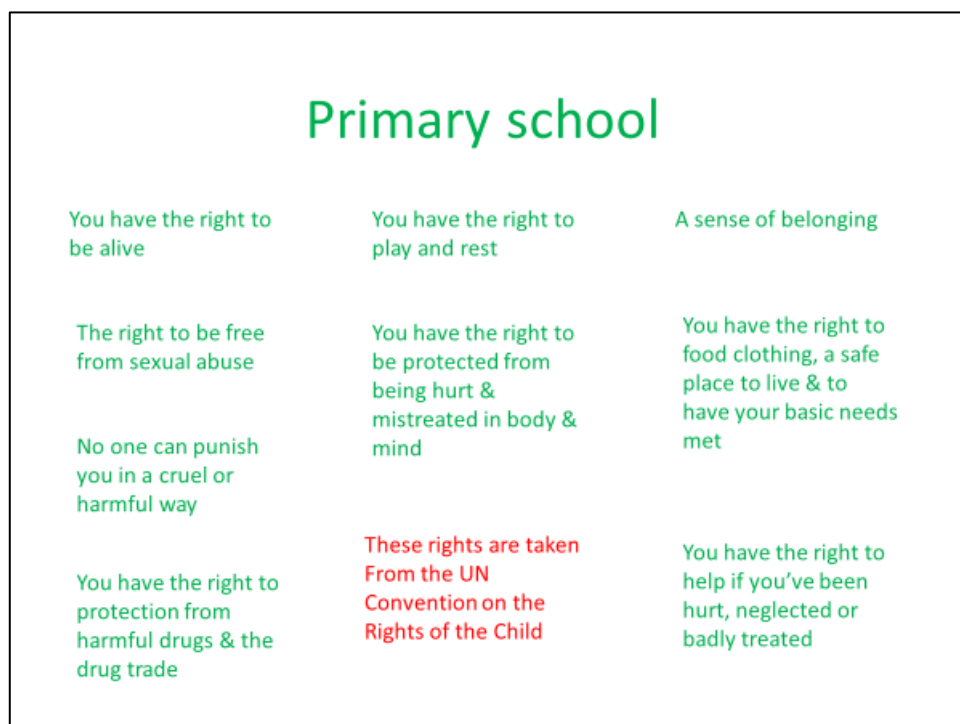 Primary school
You have the right to
be alive
You have the right to
play and rest
A sense of belonging
The right to be free
from sexual abuse
You have the right to
be protected from
being hurt &
mistreated in body &
mind
You have the right to
food clothing, a safe
place to live & to
have your basic needs
met
No one can punish
you in a cruel or
harmful way
These rights are taken
From the UN
Convention on the
Rights of the Child
You have the right to
help if you’ve been
hurt, neglected or
badly treated
You have the right to
protection from
harmful drugs & the
drug trade